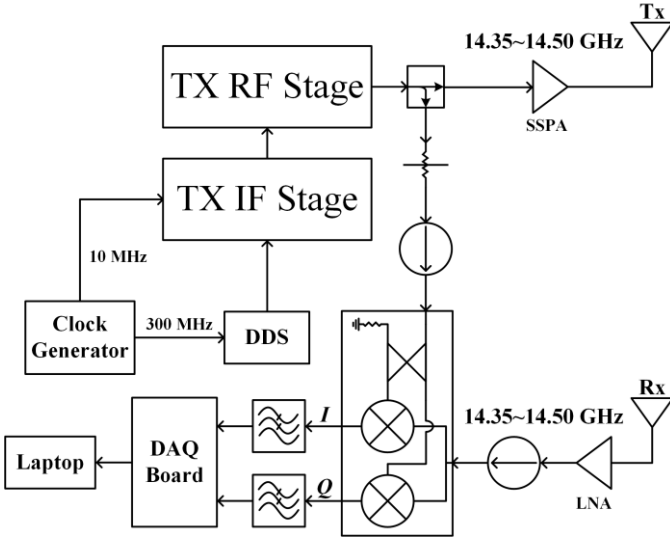 Tx
14.35~14.50 GHz
TX RF Stage
SSPA
TX IF Stage
10 MHz
Clock
Generator
300 MHz
DDS
Rx
14.35~14.50 GHz
I
DAQ
Board
Laptop
Q
LNA